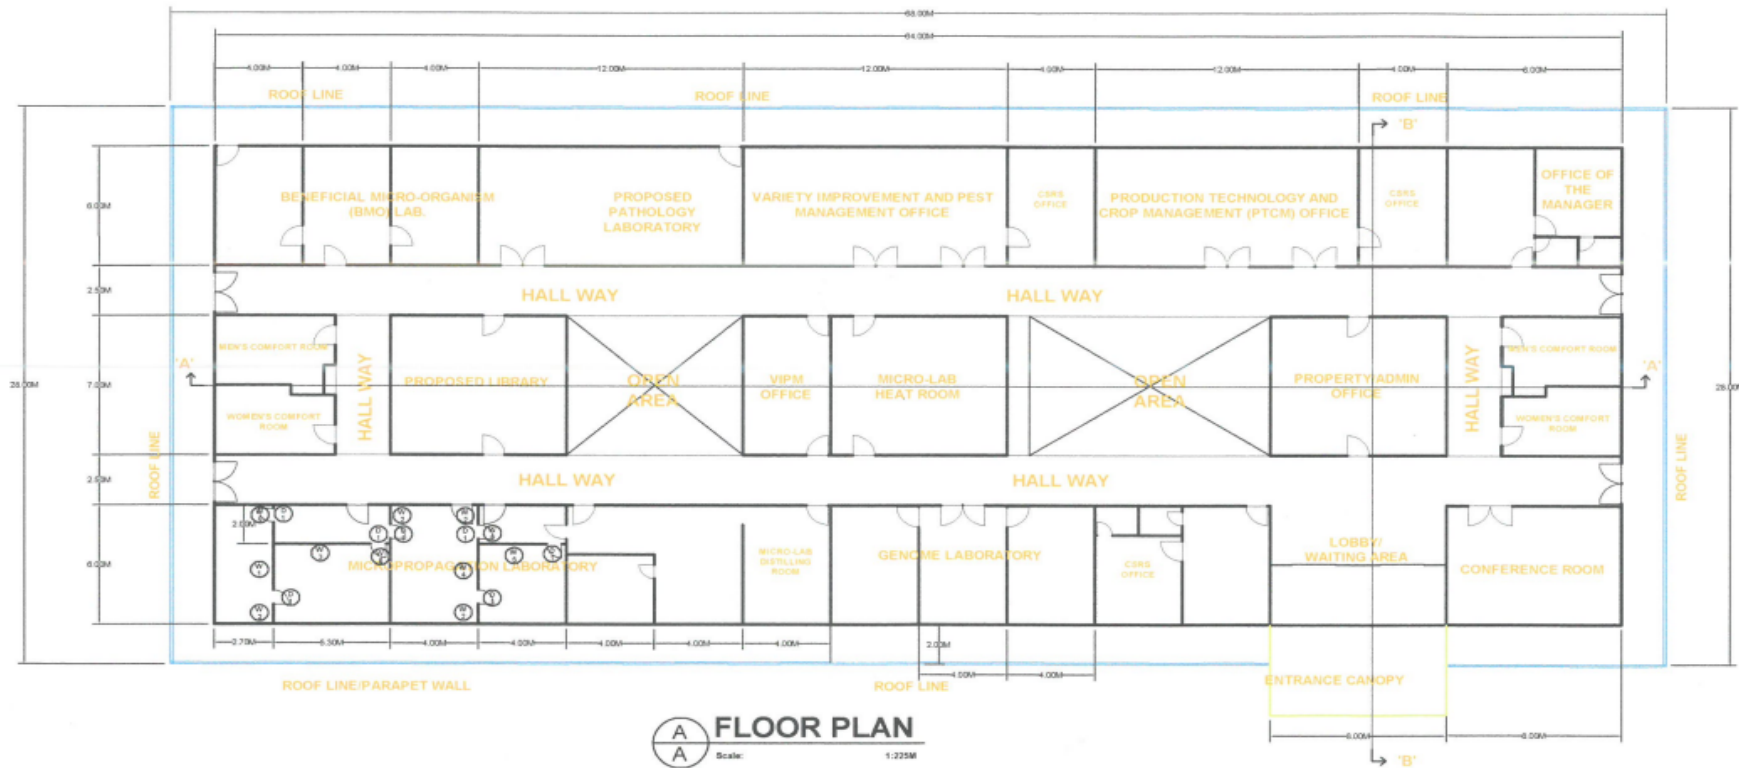 68.00M
64.00M
4.00M 4.00M 4.00M 12.00M 12.00M 4.00M 12.00M 4.00M 8.00M
ROOF LINE ROOF LINE ROOF LINE
'B'
BENEFICIAL MICRO-ORGANISM
(BMO) LAB.
PROPOSED
PATHOLOGY
LABORATORY
VARIETY IMPROVEMENT AND PEST
MANAGEMENT OFFICE
CSRS
OFFICE
PRODUCTION TECHNOLOGY AND
CROP MANAGEMENT (PTCM) OFFICE
CSRS
OFFICE
OFFICE OF
THE
MANAGER
6.00M
2.50M
HALL WAY HALL WAY
'A'
MEN'S COMFORT ROOM
WOMEN'S COMFORT
ROOM
HALL WAY
PROPOSED LIBRARY
OPEN
AREA
VIPM
OFFICE
MICRO-LAB
HEAT ROOM
OPEN
AREA
PROPERTY/ADMIN
OFFICE
HALL WAY
MEN'S COMFORT ROOM
WOMEN'S COMFORT
ROOM
'A'
7.00M
2.50M
HALL WAY HALL WAY
ROOF LINE
ROOF LINE
2.00M
6.00M
MICROPROPAGATION LABORATORY
MICRO-LAB
DISTILLING
ROOM
GENOME LABORATORY
CSRS
OFFICE
LOBBY/
WAITING AREA
CONFERENCE ROOM
2.70M 5.30M 4.00M 4.00M 4.00M 4.00M 4.00M
2.00M
4.00M 4.00M
ROOF LINE/PARAPET WALL
ROOF LINE
ENTRANCE CANOPY
8.00M 8.00M
'B'
A
A
FLOOR PLAN
Scale: 1:225M